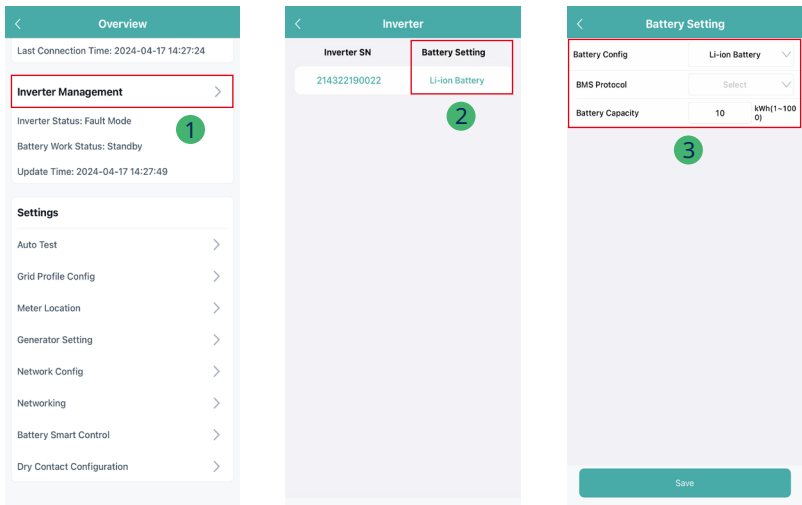 Overview
Last Connection Time: 2024-04-17 14:27:24
Inverter Management
Inverter Status: Fault Mode
1
Battery Work Status: Standby
Update Time: 2024-04-17 14:27:49
Settings
Auto Test
Grid Profile Config
Meter Location
Generator Setting
Network Config
Networking
Battery Smart Control
Dry Contact Configuration
Inverter
Inverter SN Battery Setting
214322190022 Li-ion Battery
2
Battery Setting
Battery Config Li-ion Battery
BMS Protocol Select
Battery Capacity 10 kWh(1~100
0)
3
Save